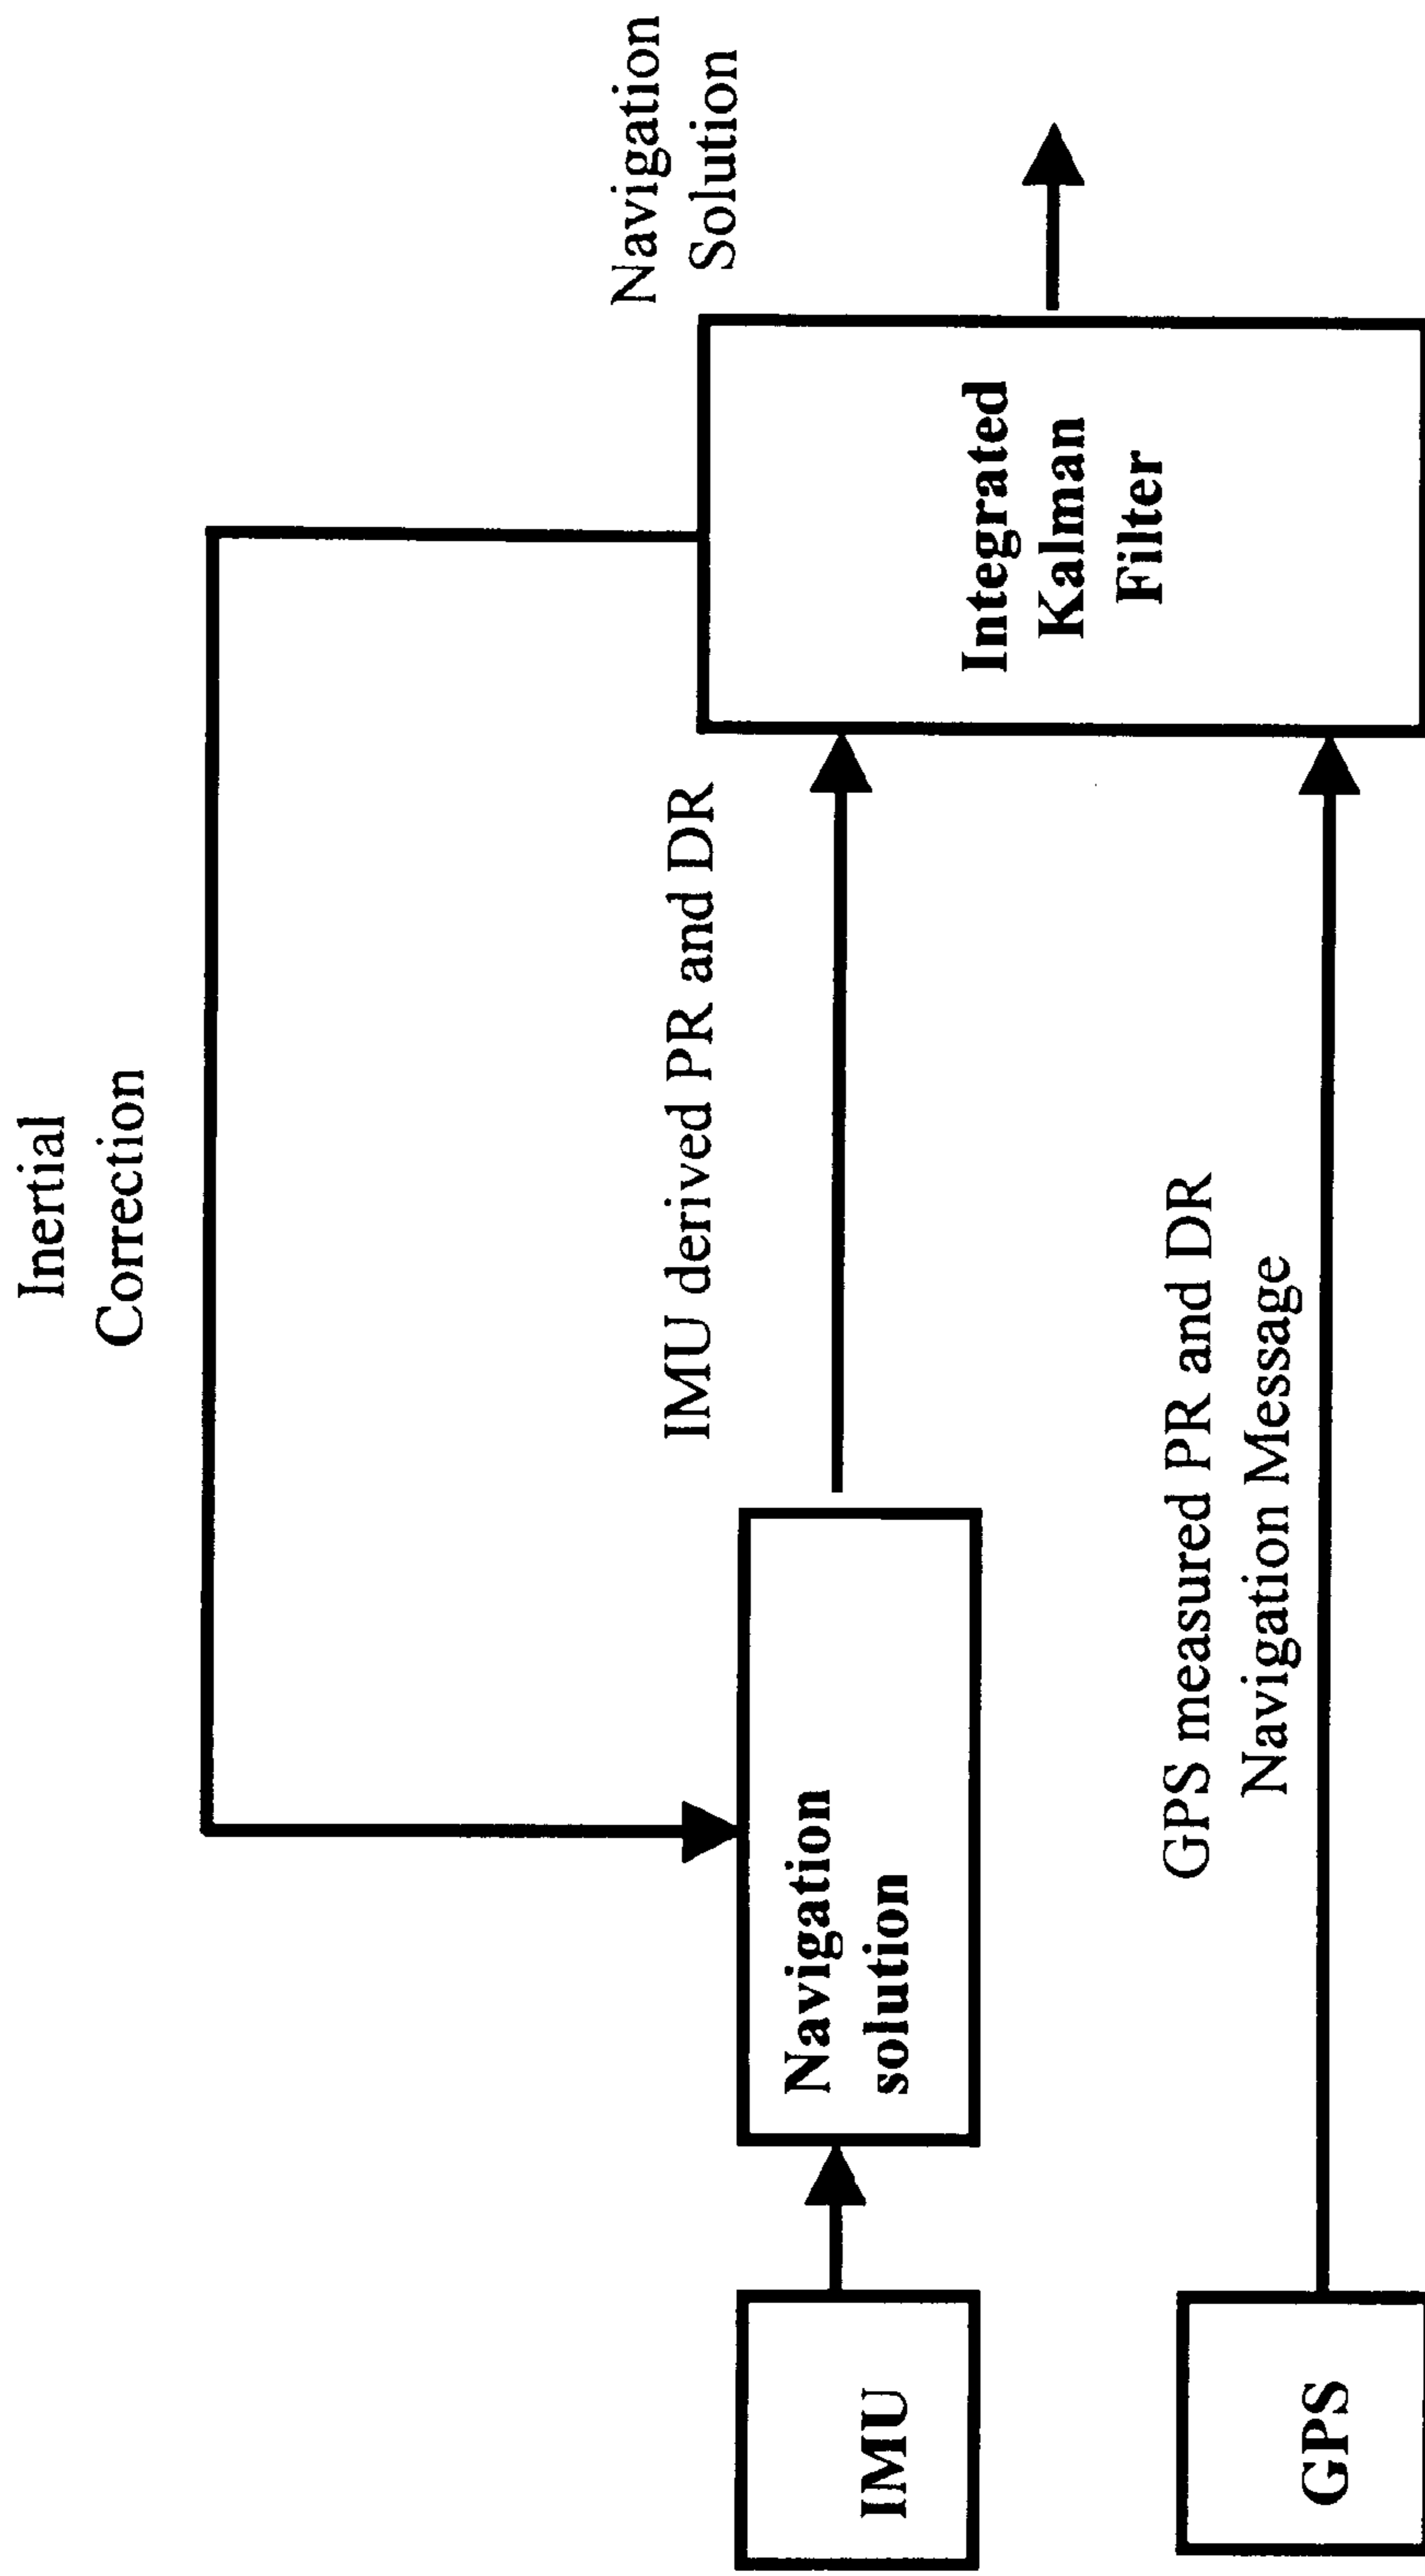 Inertial
Correction
Navigation
Solution
IMU derived PR and DR
Navigation
solution
IMU
Integrated
Kalman
Filter
GPS measured PR and DR
Navigation Message
GPS